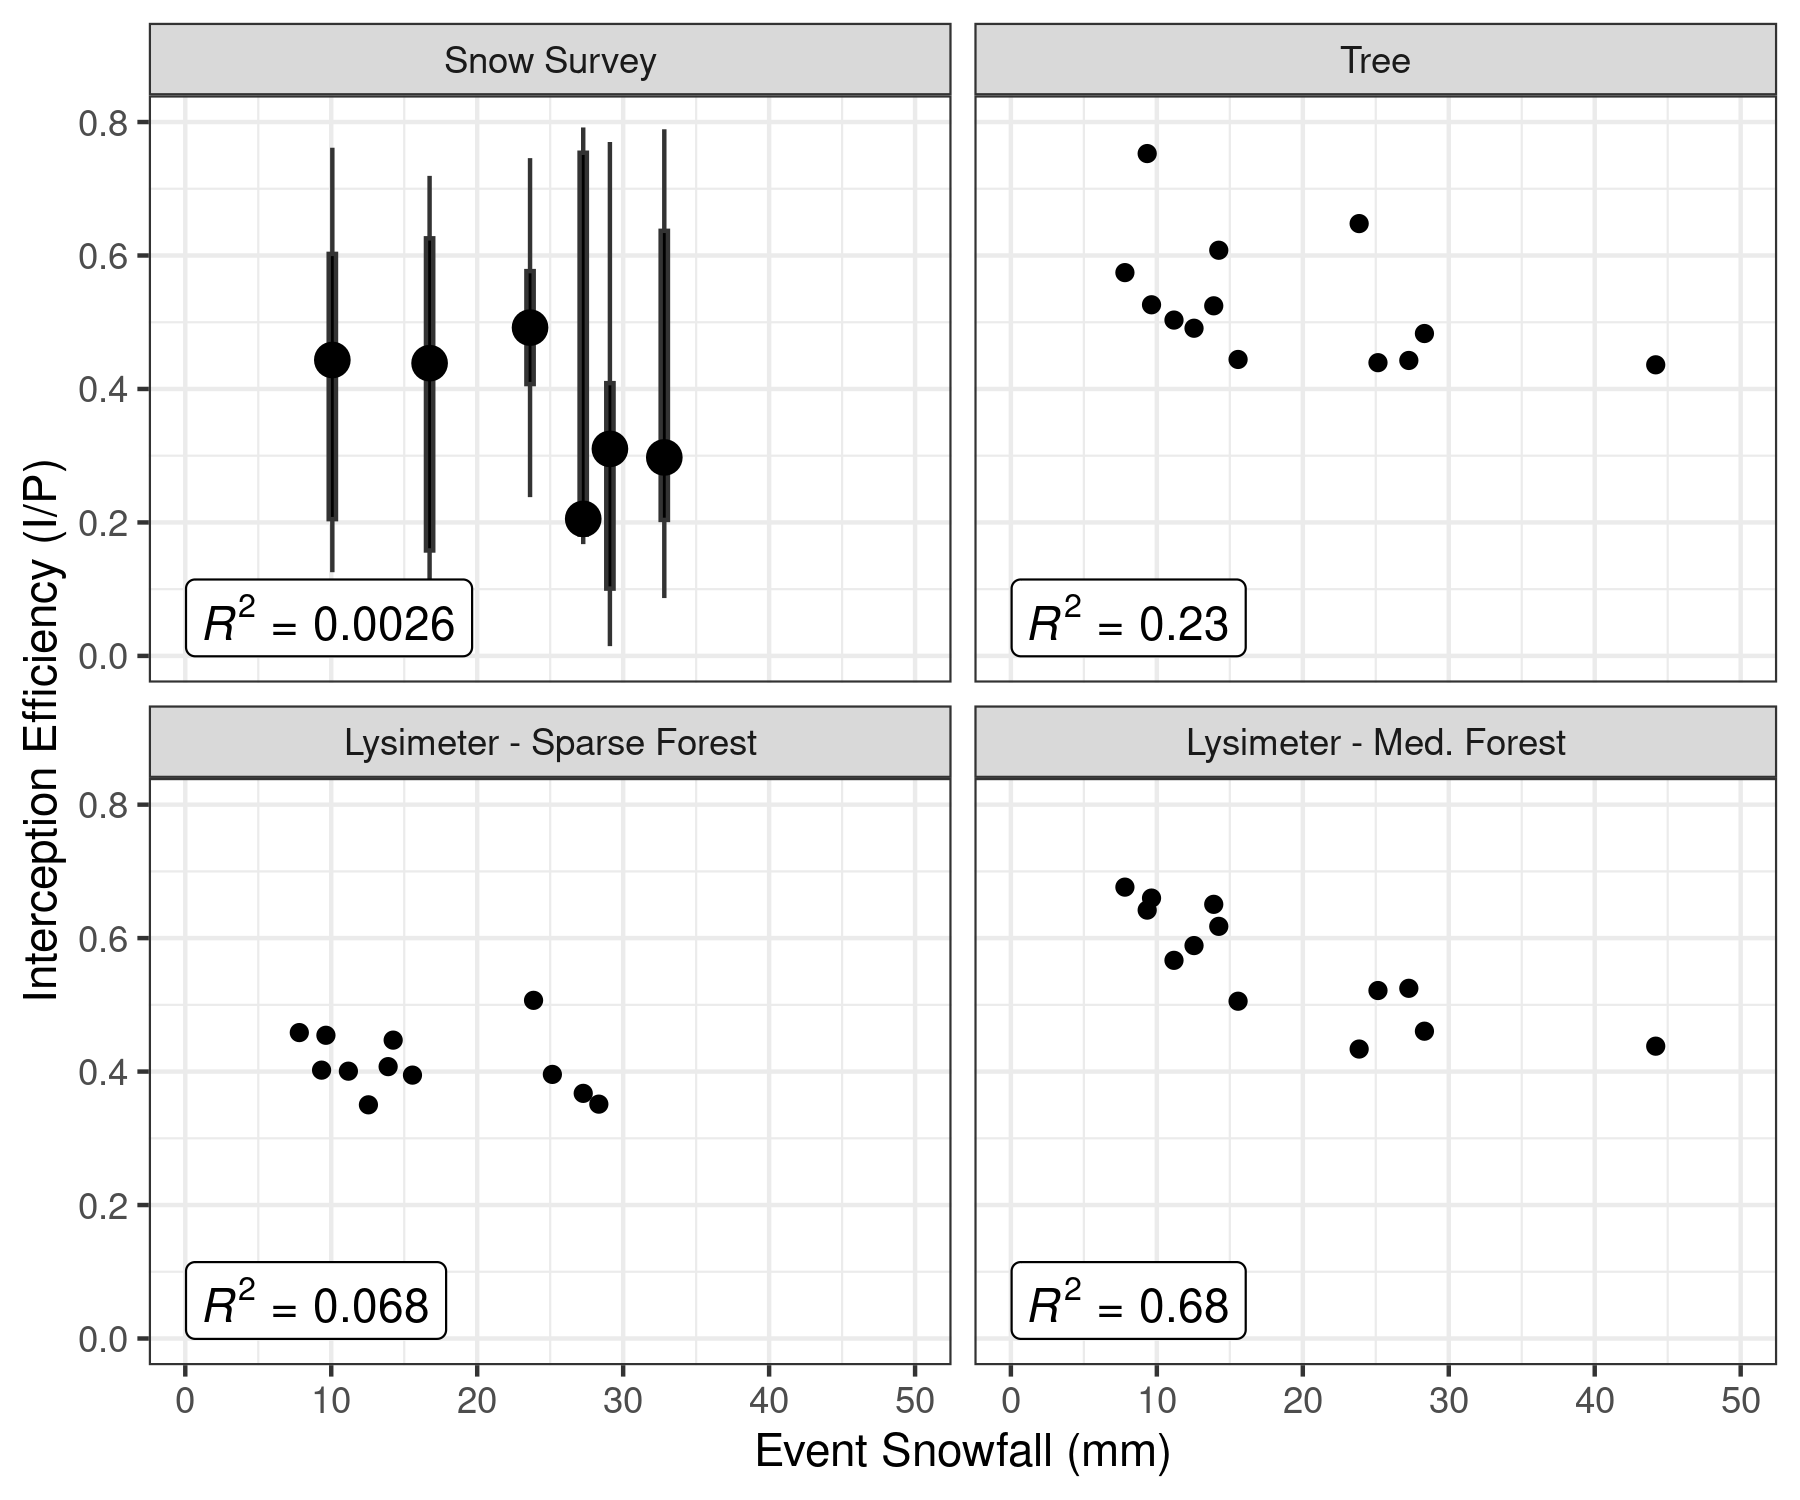 Snow Survey
Tree
0.8
0.6
0.4
0.2
0.0
R² = 0.0026
R² = 0.23
Interception Efficiency (I/P)
Lysimeter - Sparse Forest
Lysimeter - Med. Forest
0.8
0.6
0.4
0.2
0.0
R² = 0.068
R² = 0.68
0 10 20 30 40 50
0 10 20 30 40 50
Event Snowfall (mm)